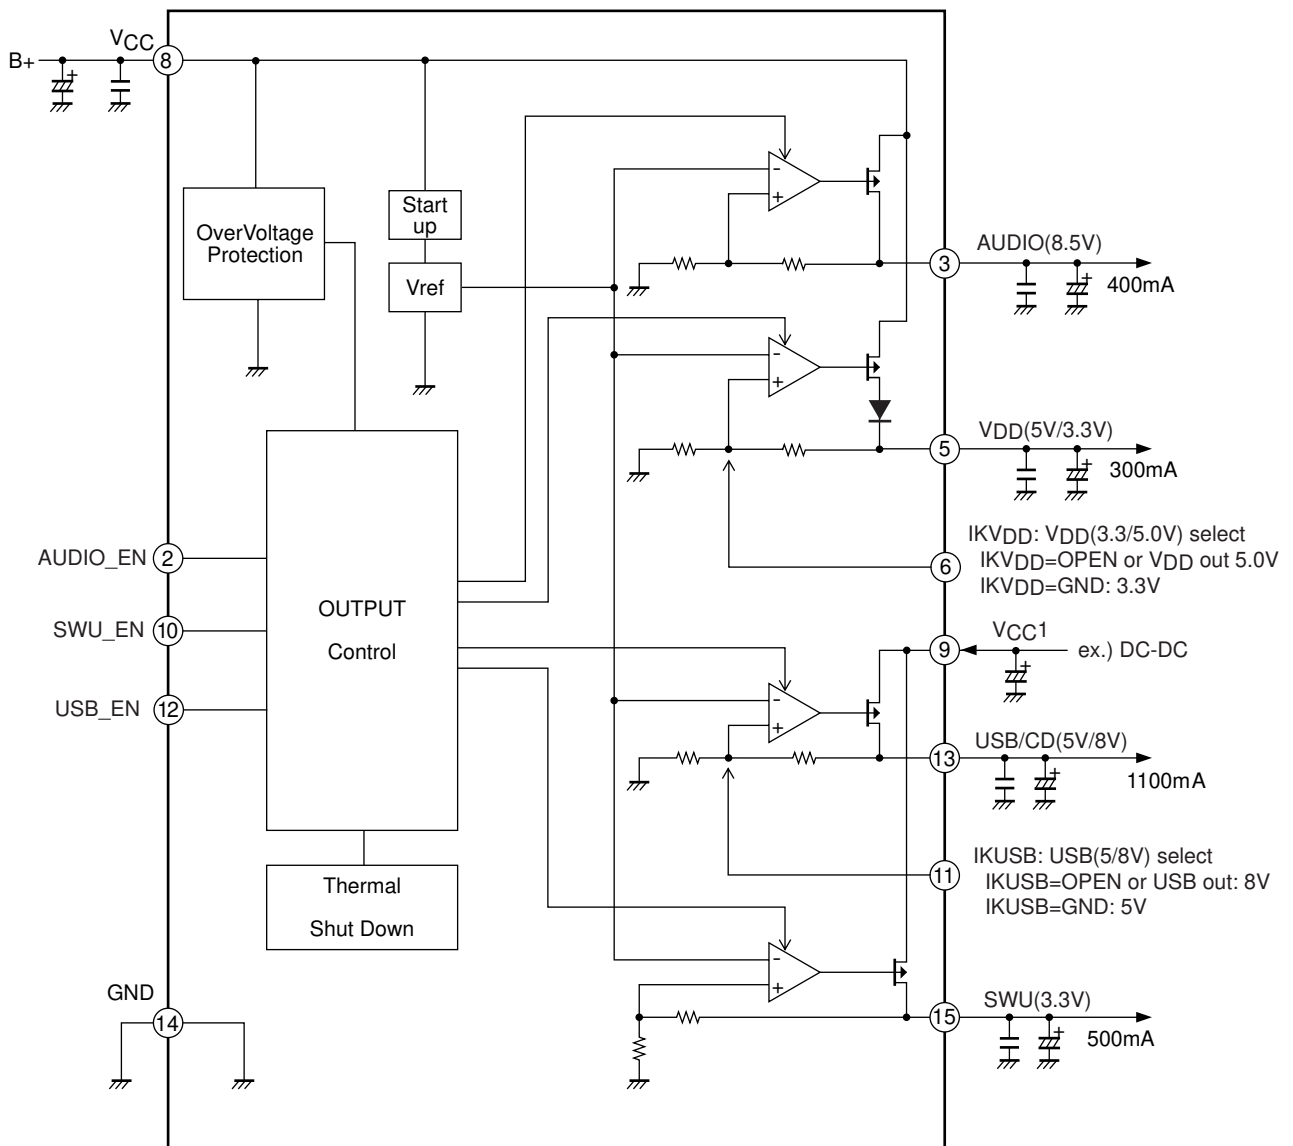 VCC
B+
8
OverVoltage
Protection
Start
up
Vref
-
+
3
AUDIO(8.5V)
400mA
-
+
5
VDD(5V/3.3V)
300mA
AUDIO_EN
2
SWU_EN
10
USB_EN
12
OUTPUT
Control
6
IKVDD: VDD(3.3/5.0V) select
IKVDD=OPEN or VDD out 5.0V
IKVDD=GND: 3.3V
9
VCC1
ex.) DC-DC
-
+
13
USB/CD(5V/8V)
1100mA
11
IKUSB: USB(5/8V) select
IKUSB=OPEN or USB out: 8V
IKUSB=GND: 5V
Thermal
Shut Down
-
+
15
SWU(3.3V)
500mA
GND
14